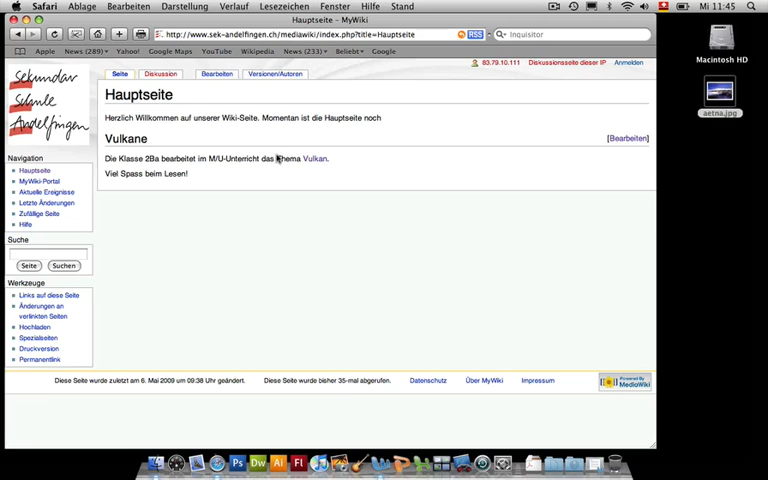 Safari Ablage Bearbeiten Darstellung Verlauf Lesezeichen Fenster Hilfe Stand Mi 11:45
Hauptseite - MyWiki
http://www.sek-andelfingen.ch/mediawiki/index.php?title=Hauptseite RSS Inquisitor
Apple News (289) Yahoo! Google Maps YouTube Wikipedia News (233) Beliebt Google
Macintosh HD
aetna.jpg
Sekundar
Schule
Andelfingen
83.79.10.111 Diskussionsseite dieser IP Anmelden
Seite Diskussion Bearbeiten Versionen/Autoren
Hauptseite
Herzlich Willkommen auf unserer Wiki-Seite. Momentan ist die Hauptseite noch
Vulkane [Bearbeiten]
Die Klasse 2Ba bearbeitet im M/U-Unterricht das Thema Vulkan.
Viel Spass beim Lesen!
Navigation
Hauptseite
MyWiki-Portal
Aktuelle Ereignisse
Letzte Änderungen
Zufällige Seite
Hilfe
Suche
Seite Suchen
Werkzeuge
Links auf diese Seite
Änderungen an
verlinkten Seiten
Hochladen
Spezialseiten
Druckversion
Permanentlink
Diese Seite wurde zuletzt am 6. Mai 2009 um 09:38 Uhr geändert. Diese Seite wurde bisher 35-mal abgerufen. Datenschutz Über MyWiki Impressum
Powered By
MediaWiki
Ps Dw Ai Fl